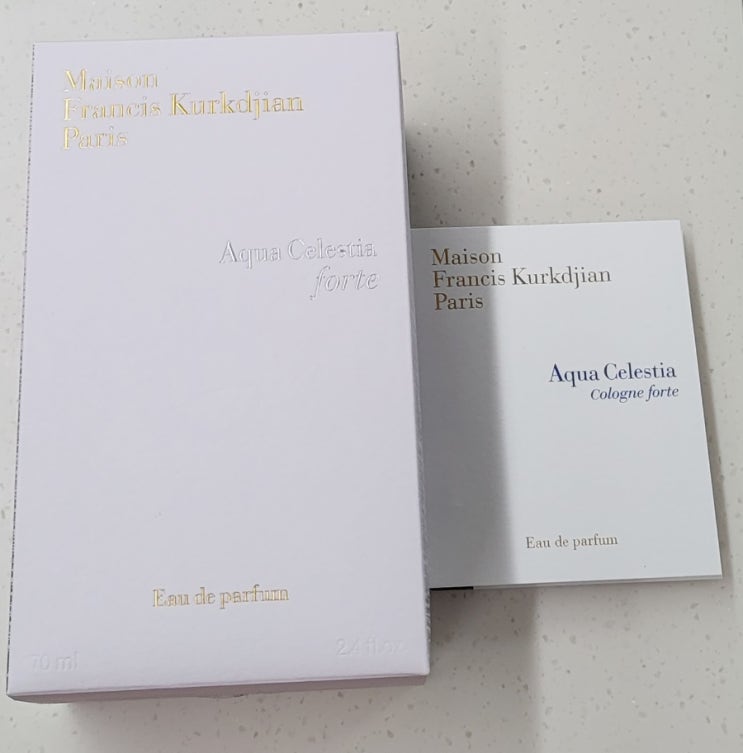 Maison
Francis Kurkdjian
Paris
Aqua Celestia
forte
Eau de parfum
70 ml
2.4 fl.oz
Maison
Francis Kurkdjian
Paris
Aqua Celestia
Cologne forte
Eau de parfum